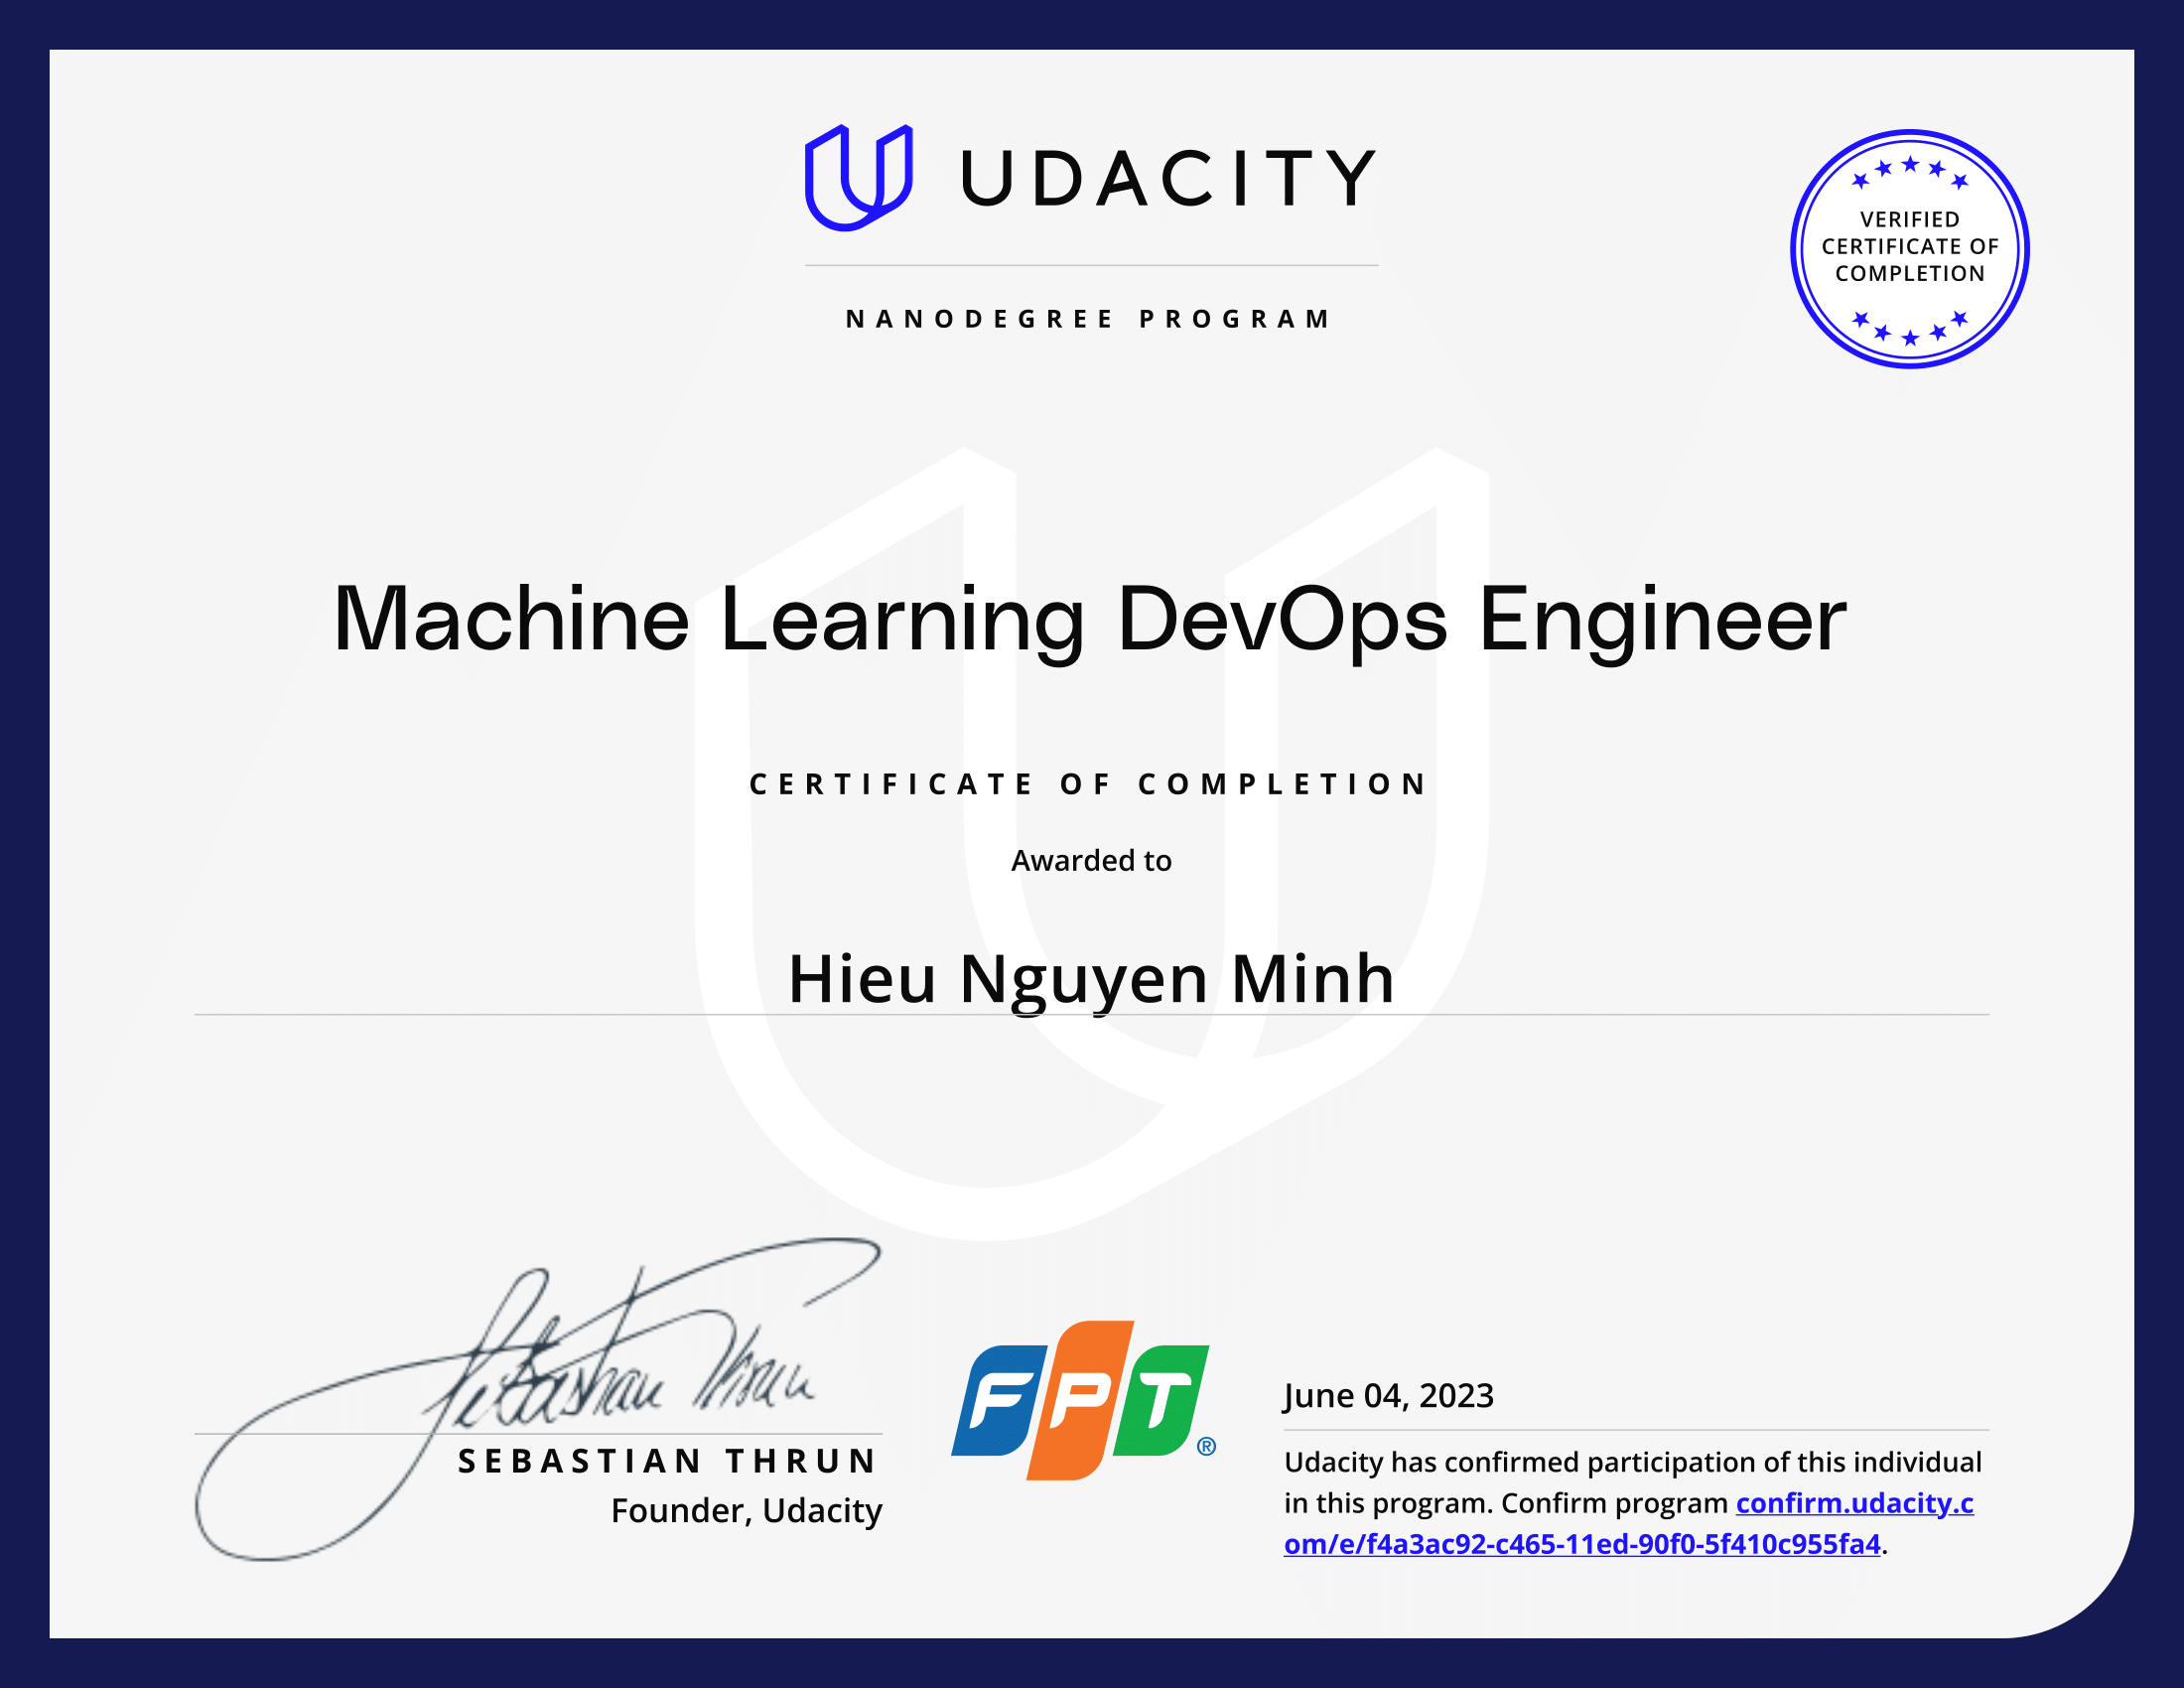 UDACITY
NANODEGREE PROGRAM
VERIFIED
CERTIFICATE OF
COMPLETION
Machine Learning DevOps Engineer
CERTIFICATE OF COMPLETION
Awarded to
Hieu Nguyen Minh
Sebastian Thrun
SEBASTIAN THRUN
Founder, Udacity
FPT®
June 04, 2023
Udacity has confirmed participation of this individual
in this program. Confirm program confirm.udacity.c
om/e/f4a3ac92-c465-11ed-90f0-5f410c955fa4.